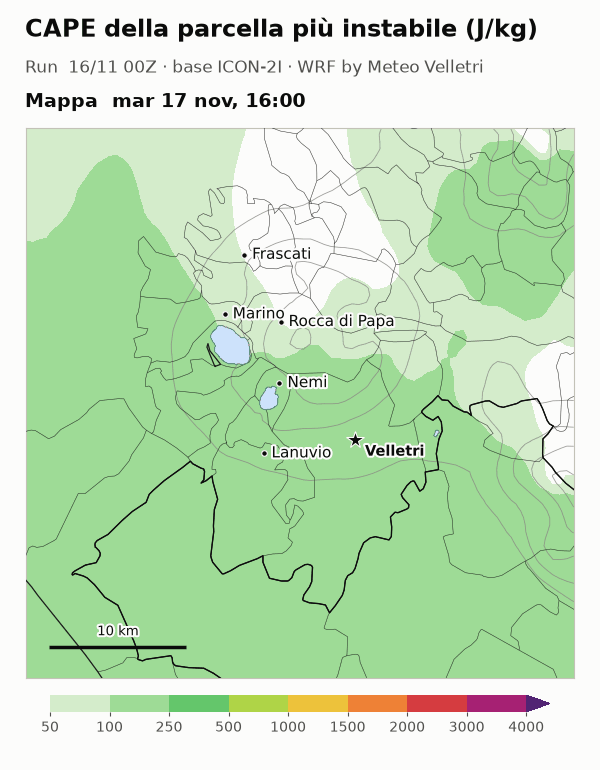 CAPE della parcella più instabile (J/kg)
Run  16/11 00Z · base ICON-2I · WRF by Meteo Velletri
Mappa  mar 17 nov, 16:00
Frascati
Marino
Rocca di Papa
Nemi
Velletri
Lanuvio
10 km
50 100 250 500 1000 1500 2000 3000 4000